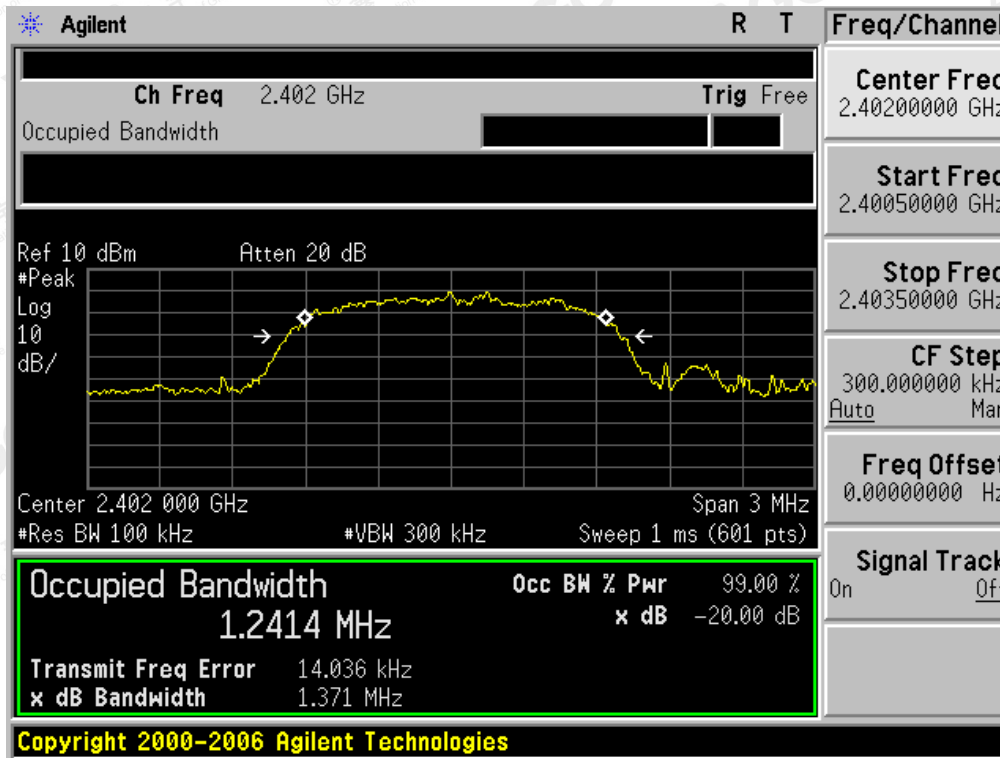 Agilent R T Freq/Channel
Ch Freq 2.402 GHz Trig Free
Occupied Bandwidth
Center Freq
2.40200000 GHz
Start Freq
2.40050000 GHz
Stop Freq
2.40350000 GHz
CF Step
300.000000 kHz
Auto Man
Freq Offset
0.00000000 Hz
Signal Track
On Off
Ref 10 dBm Atten 20 dB
#Peak
Log
10
dB/
Center 2.402 000 GHz Span 3 MHz
#Res BW 100 kHz #VBW 300 kHz Sweep 1 ms (601 pts)
Occupied Bandwidth Occ BW % Pwr 99.00 %
1.2414 MHz x dB -20.00 dB
Transmit Freq Error 14.036 kHz
x dB Bandwidth 1.371 MHz
Copyright 2000-2006 Agilent Technologies